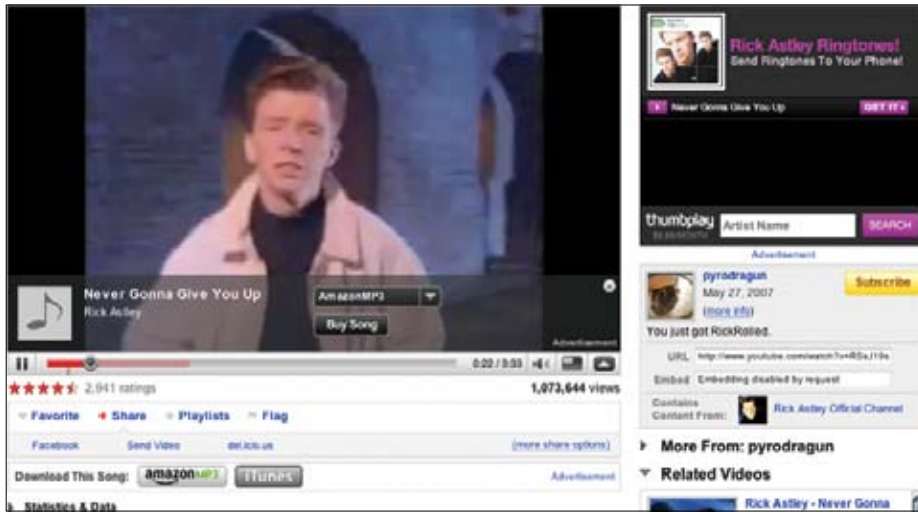 Never Gonna Give You Up
Rick Astley
AmazonMP3
Buy Song
Advertisement
0:22 / 3:33
2,941 ratings
1,073,644 views
Favorite Share Playlists Flag
Facebook Send Video del.icio.us (more share options)
Download This Song: amazonMP3 iTunes Advertisement
Statistics & Data
Rick Astley Ringtones!
Send Ringtones To Your Phone!
Never Gonna Give You Up GET IT
thumbplay Artist Name SEARCH
Advertisement
pyrodragun
May 27, 2007
(more info)
Subscribe
You just got RickRolled.
URL http://www.youtube.com/watch?v=
Embed Embedding disabled by request
Contains
Content From: Rick Astley Official Channel
More From: pyrodragun
Related Videos
Rick Astley - Never Gonna